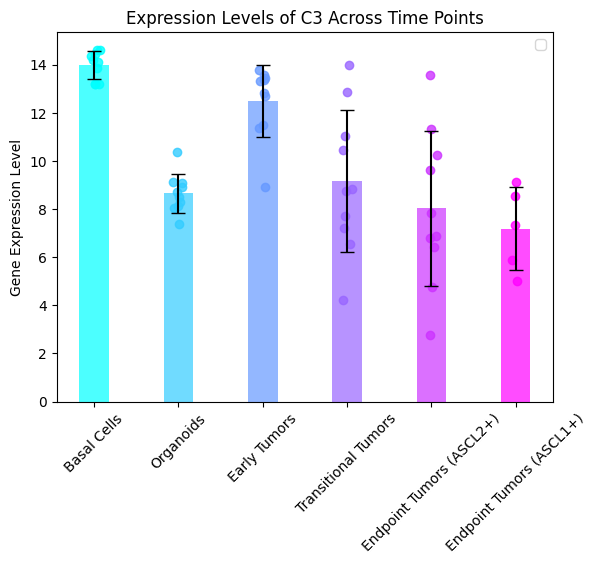 Expression Levels of C3 Across Time Points
Gene Expression Level
14
12
10
8
6
4
2
0
Basal Cells
Organoids
Early Tumors
Transitional Tumors
Endpoint Tumors (ASCL2+)
Endpoint Tumors (ASCL1+)